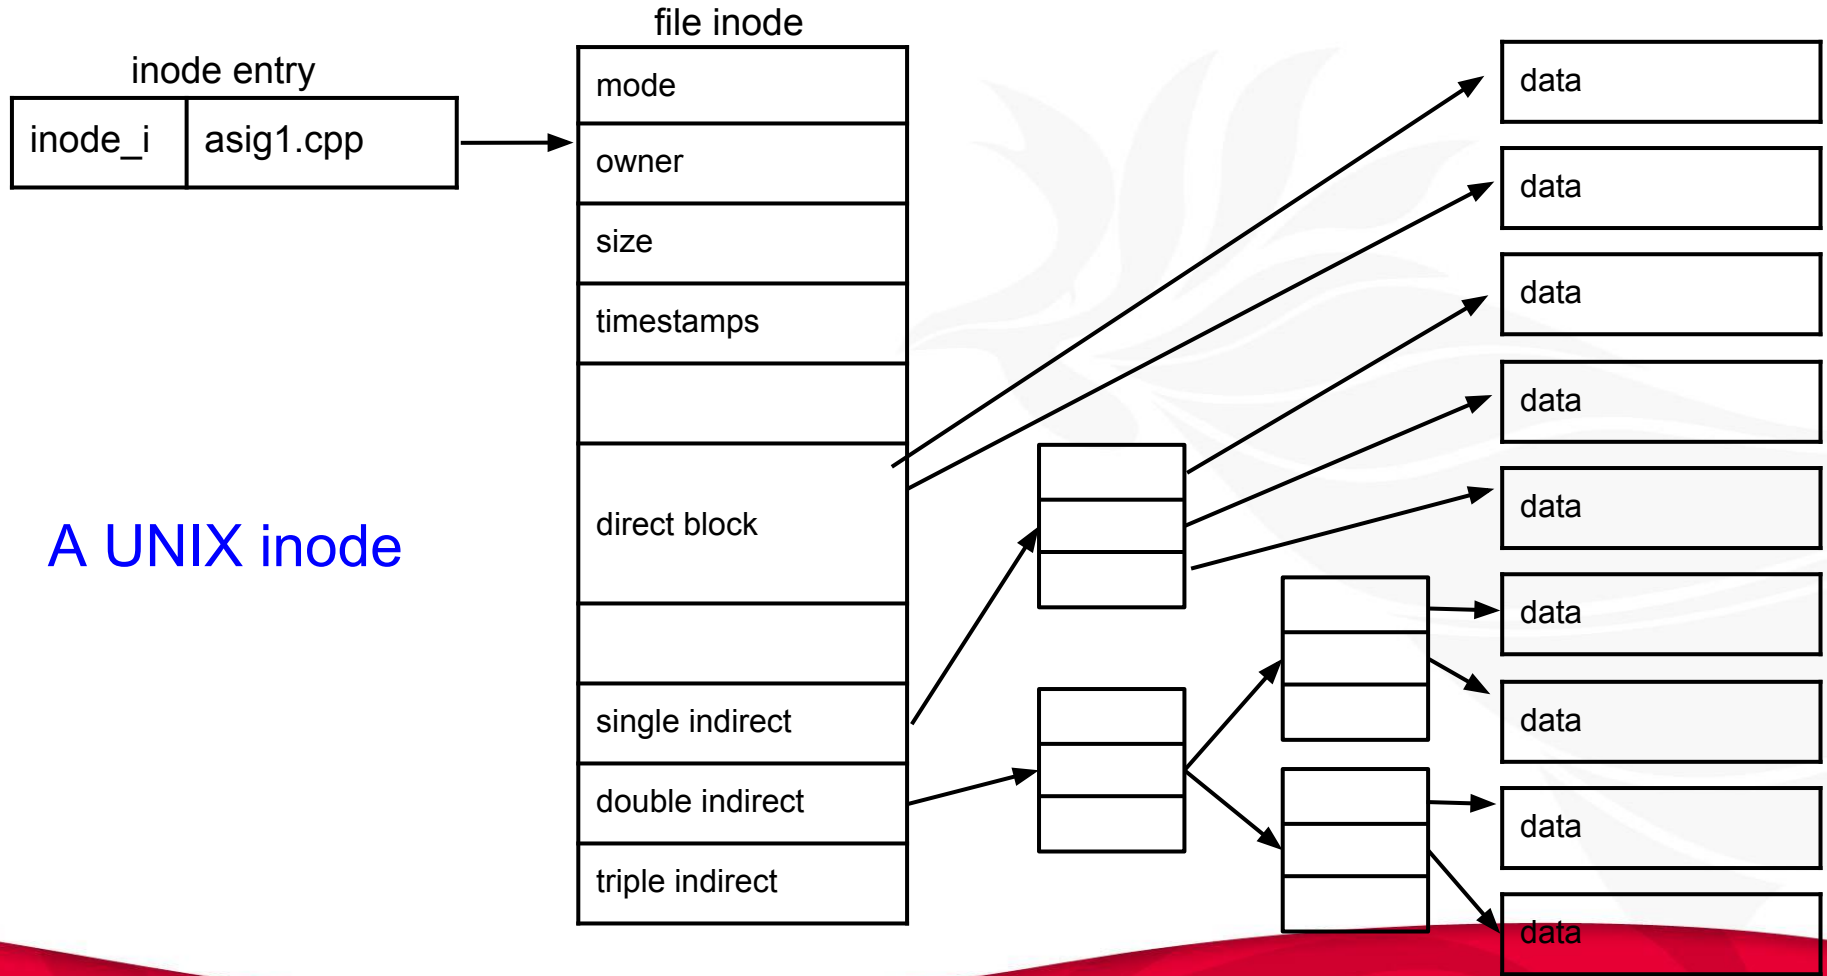 file inode
inode entry
inode_i asig1.cpp
mode
owner
size
timestamps
direct block
single indirect
double indirect
triple indirect
A UNIX inode
data
data
data
data
data
data
data
data
data